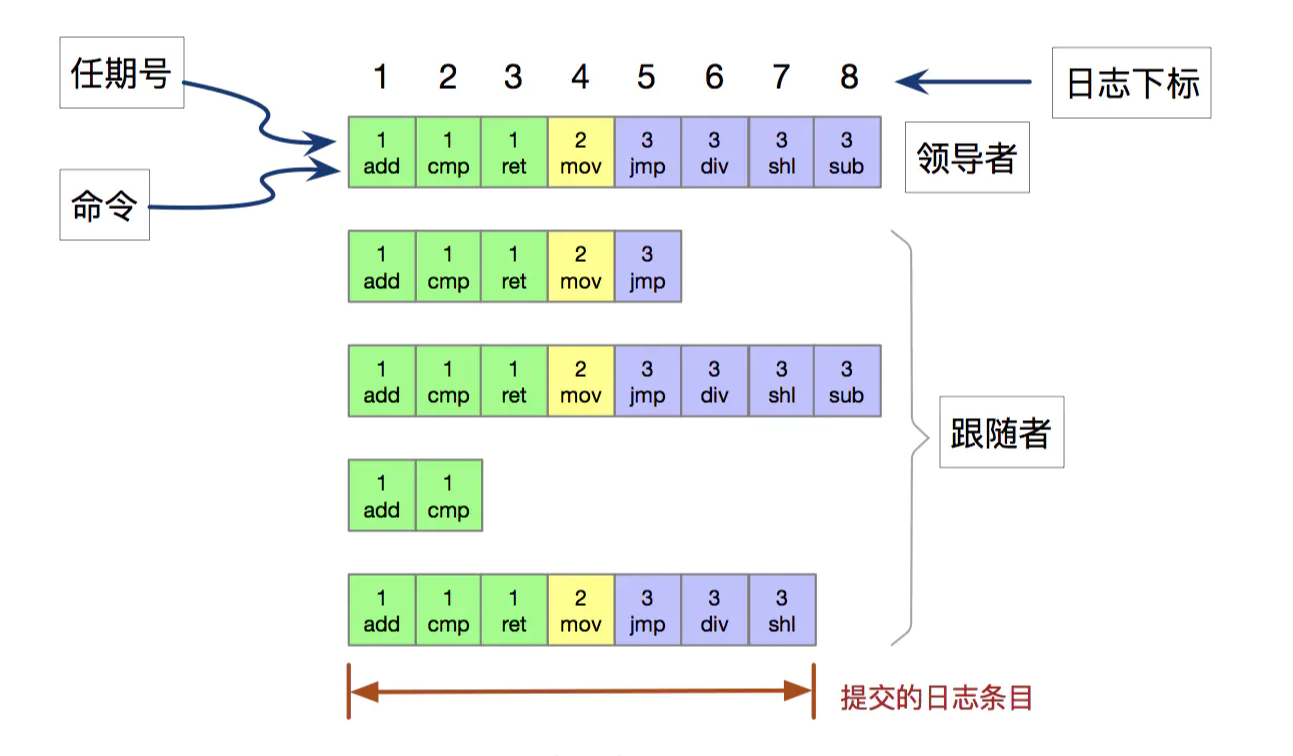 任期号
1 2 3 4 5 6 7 8
日志下标
1 1 1 2 3 3 3 3
add cmp ret mov jmp div shl sub
领导者
命令
1 1 1 2 3
add cmp ret mov jmp
1 1 1 2 3 3 3 3
add cmp ret mov jmp div shl sub
跟随者
1 1
add cmp
1 1 1 2 3 3 3
add cmp ret mov jmp div shl
提交的日志条目